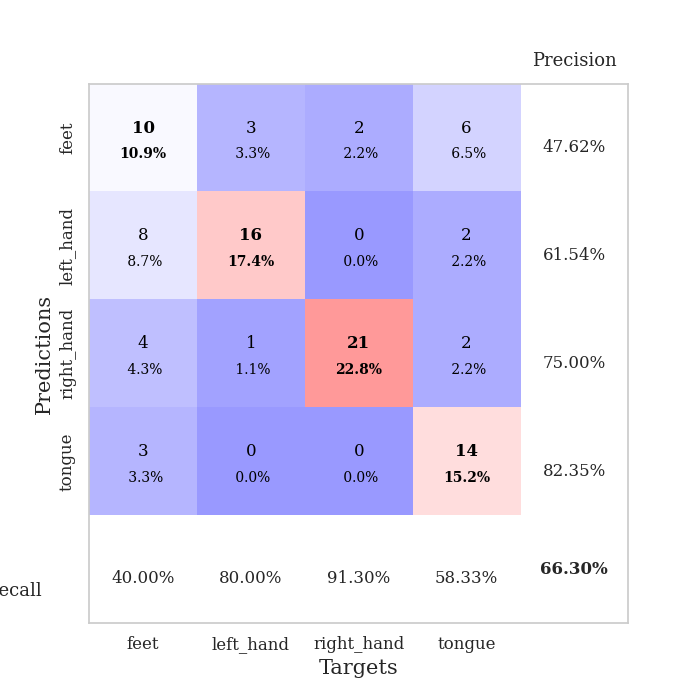 Precision
feet
10 3 2 6
10.9% 3.3% 2.2% 6.5%
47.62%
left_hand
8 16 0 2
8.7% 17.4% 0.0% 2.2%
61.54%
Predictions
right_hand
4 1 21 2
4.3% 1.1% 22.8% 2.2%
75.00%
tongue
3 0 0 14
3.3% 0.0% 0.0% 15.2%
82.35%
ecall
40.00% 80.00% 91.30% 58.33% 66.30%
feet left_hand right_hand tongue
Targets